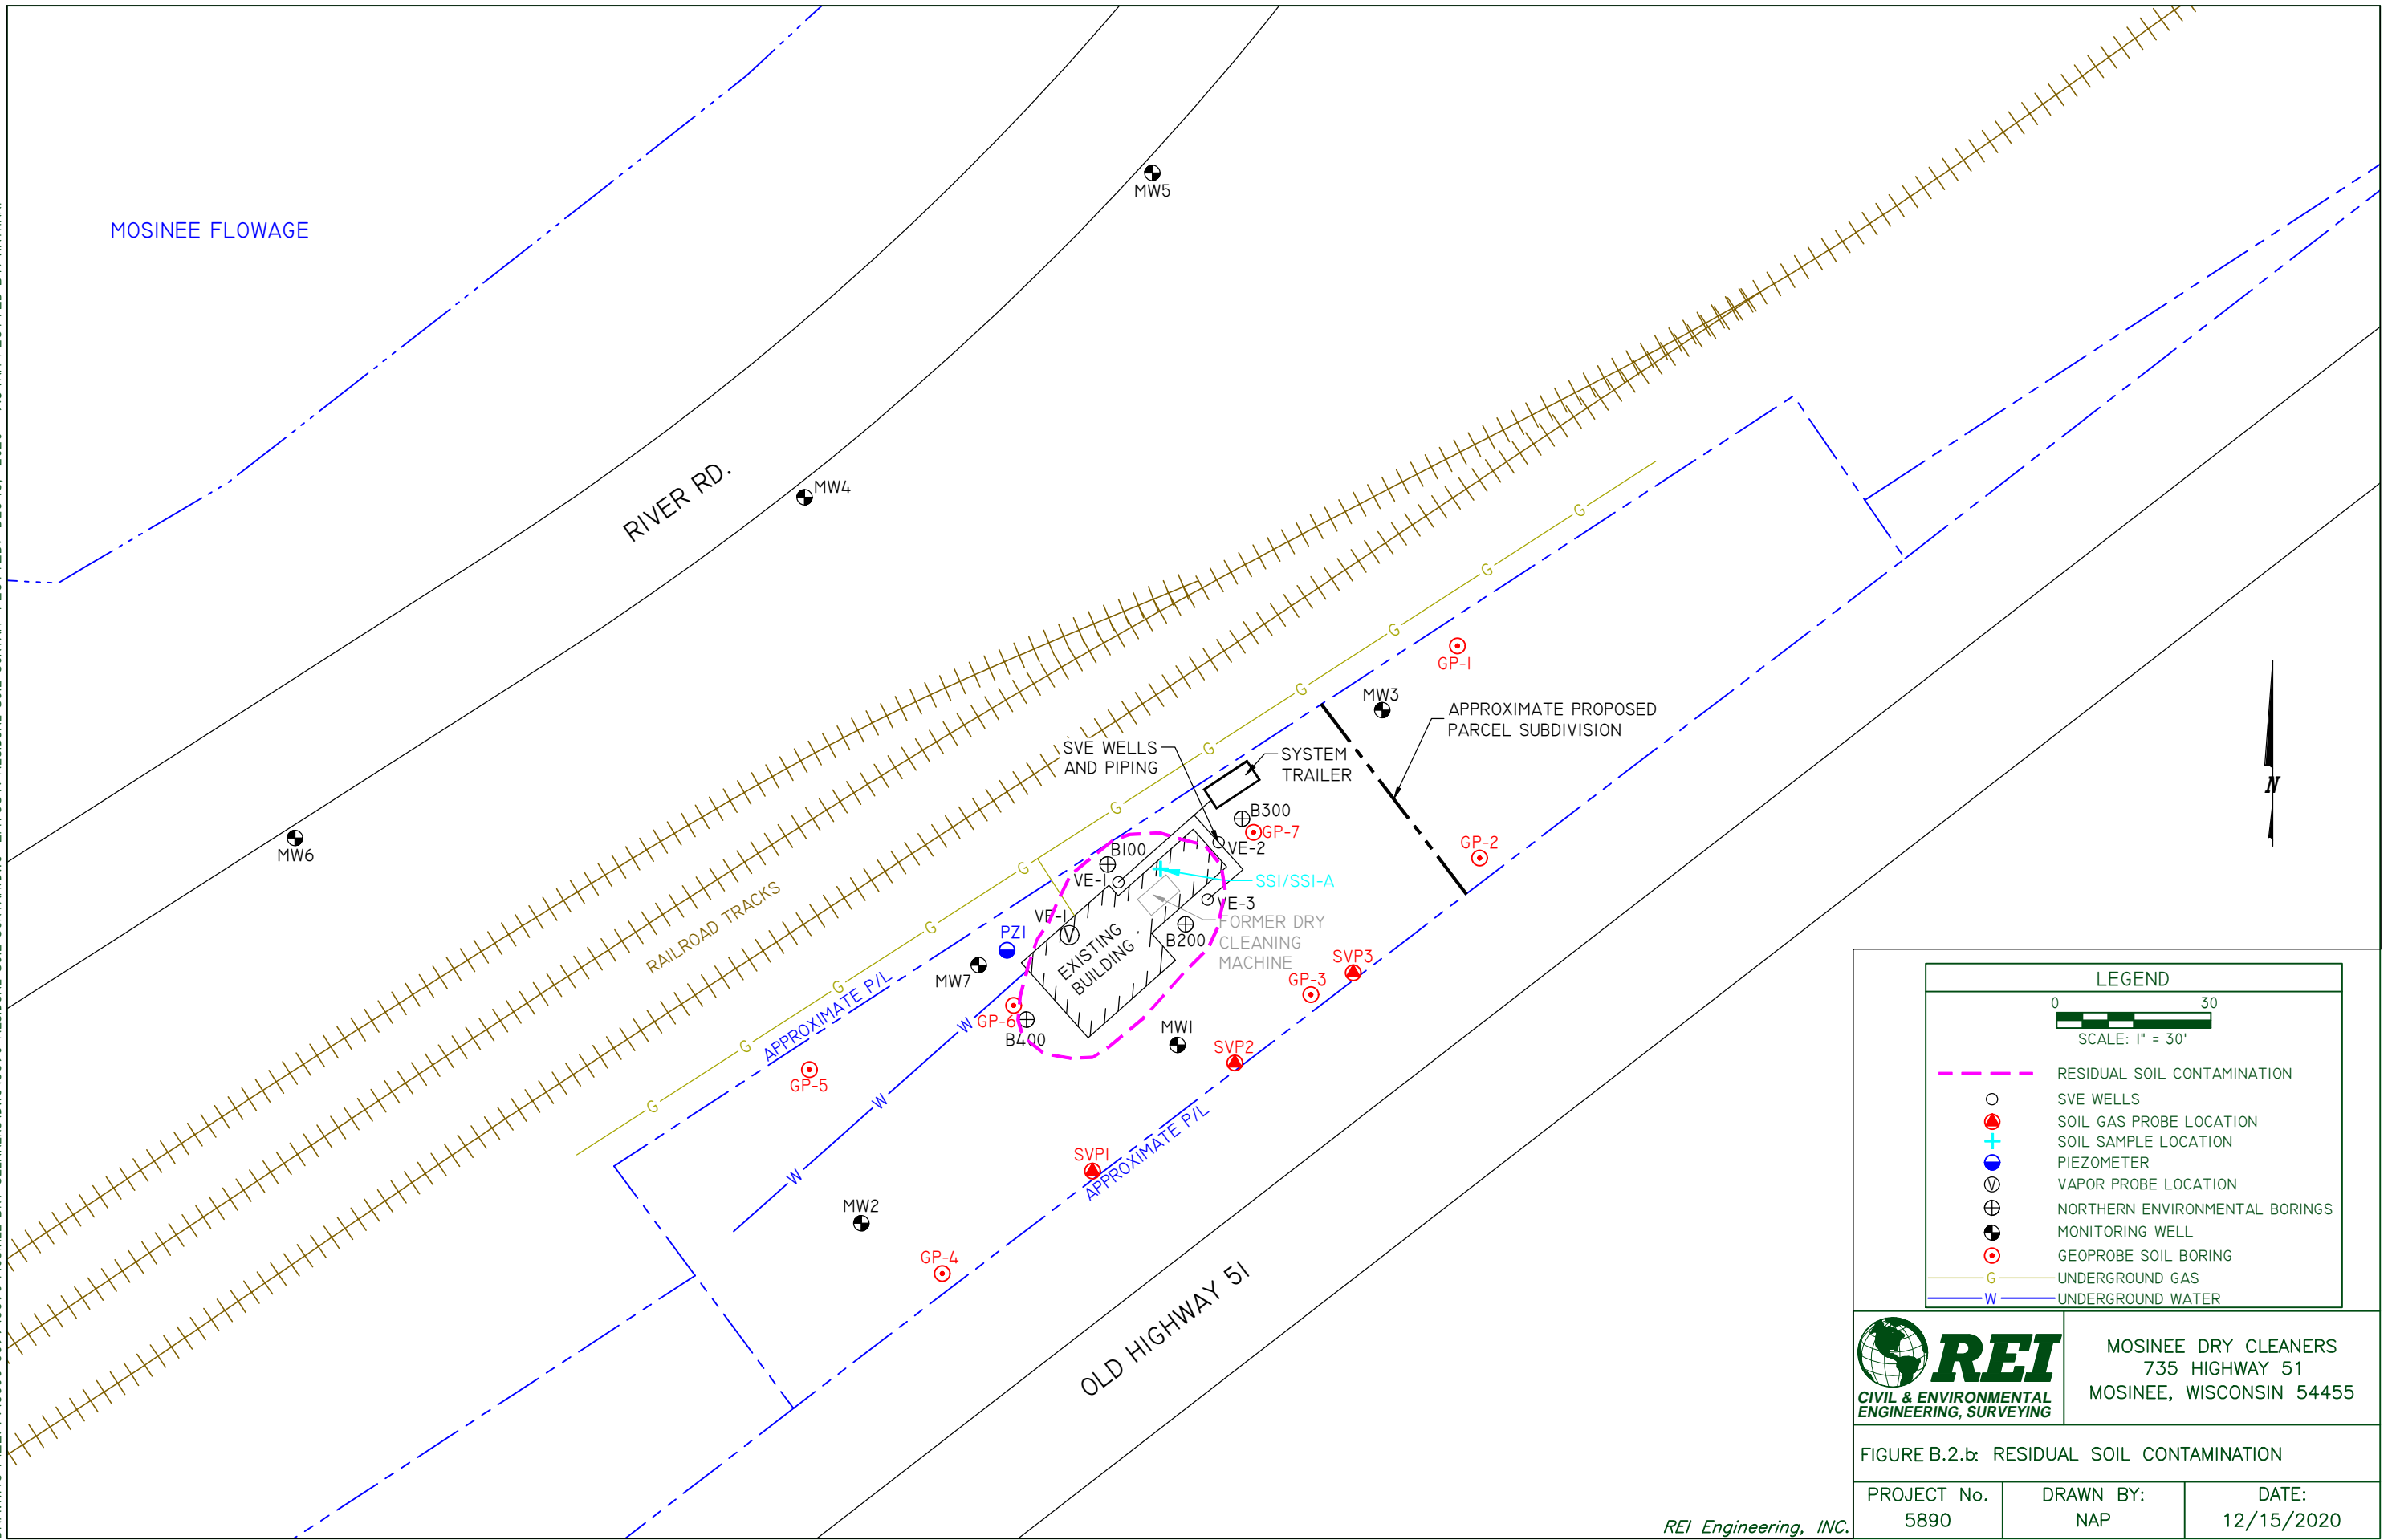 MOSINEE FLOWAGE
MW5
RIVER RD.
MW4
MW6
RAILROAD TRACKS
G
G
G
G
G
G
G
G
G
G
G
GP-1
MW3
APPROXIMATE PROPOSED
PARCEL SUBDIVISION
SVE WELLS
AND PIPING
SYSTEM
TRAILER
B300
GP-7
GP-2
B100
VE-2
VE-1
SS1/SS1-A
VE-3
VE-1
V
FORMER DRY
CLEANING
MACHINE
B200
PZ1
EXISTING
BUILDING
MW7
SVP3
GP-3
APPROXIMATE P/L
GP-6
W
B400
MW1
SVP2
GP-5
W
SVP1
APPROXIMATE P/L
W
MW2
GP-4
OLD HIGHWAY 51
N
LEGEND
0 30
SCALE: 1" = 30'
RESIDUAL SOIL CONTAMINATION
SVE WELLS
SOIL GAS PROBE LOCATION
SOIL SAMPLE LOCATION
PIEZOMETER
V VAPOR PROBE LOCATION
NORTHERN ENVIRONMENTAL BORINGS
MONITORING WELL
GEOPROBE SOIL BORING
G UNDERGROUND GAS
W UNDERGROUND WATER
REI
CIVIL & ENVIRONMENTAL
ENGINEERING, SURVEYING
MOSINEE DRY CLEANERS
735 HIGHWAY 51
MOSINEE, WISCONSIN 54455
FIGURE B.2.b: RESIDUAL SOIL CONTAMINATION
PROJECT No.
5890
DRAWN BY:
NAP
DATE:
12/15/2020
REI Engineering, INC.